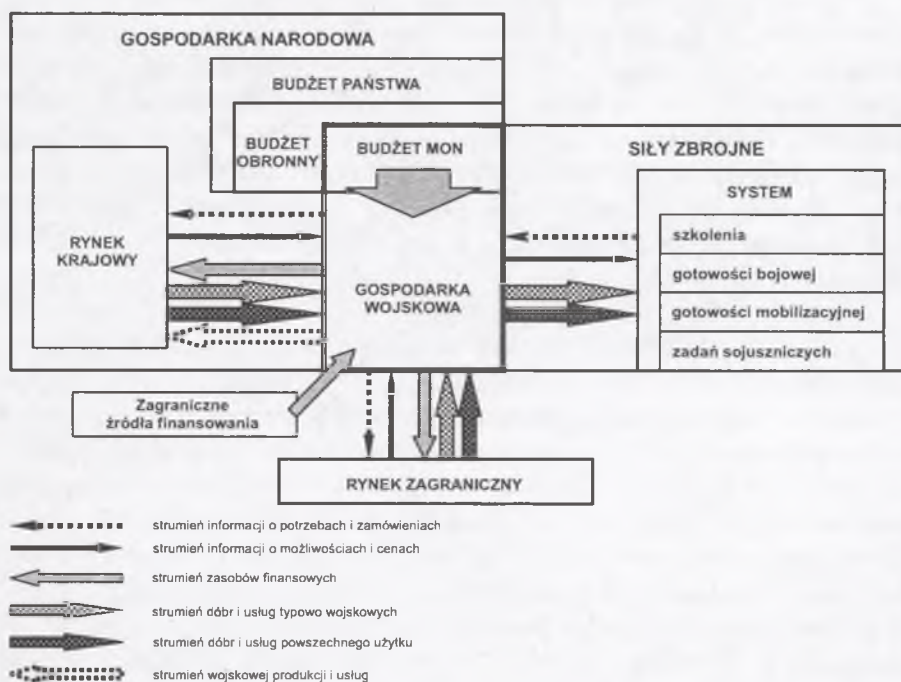 GOSPODARKA NARODOWA
BUDŻET PAŃSTWA
BUDŻET
OBRONNY
BUDŻET MON
SIŁY ZBROJNE
SYSTEM
szkolenia
gotowości bojowej
gotowości mobilizacyjnej
zadań sojuszniczych
RYNEK
KRAJOWY
GOSPODARKA
WOJSKOWA
Zagraniczne
źródła finansowania
RYNEK ZAGRANICZNY
strumień informacji o potrzebach i zamówieniach
strumień informacji o możliwościach i cenach
strumień zasobów finansowych
strumień dóbr i usług typowo wojskowych
strumień dóbr i usług powszechnego użytku
strumień wojskowej produkcji i usług